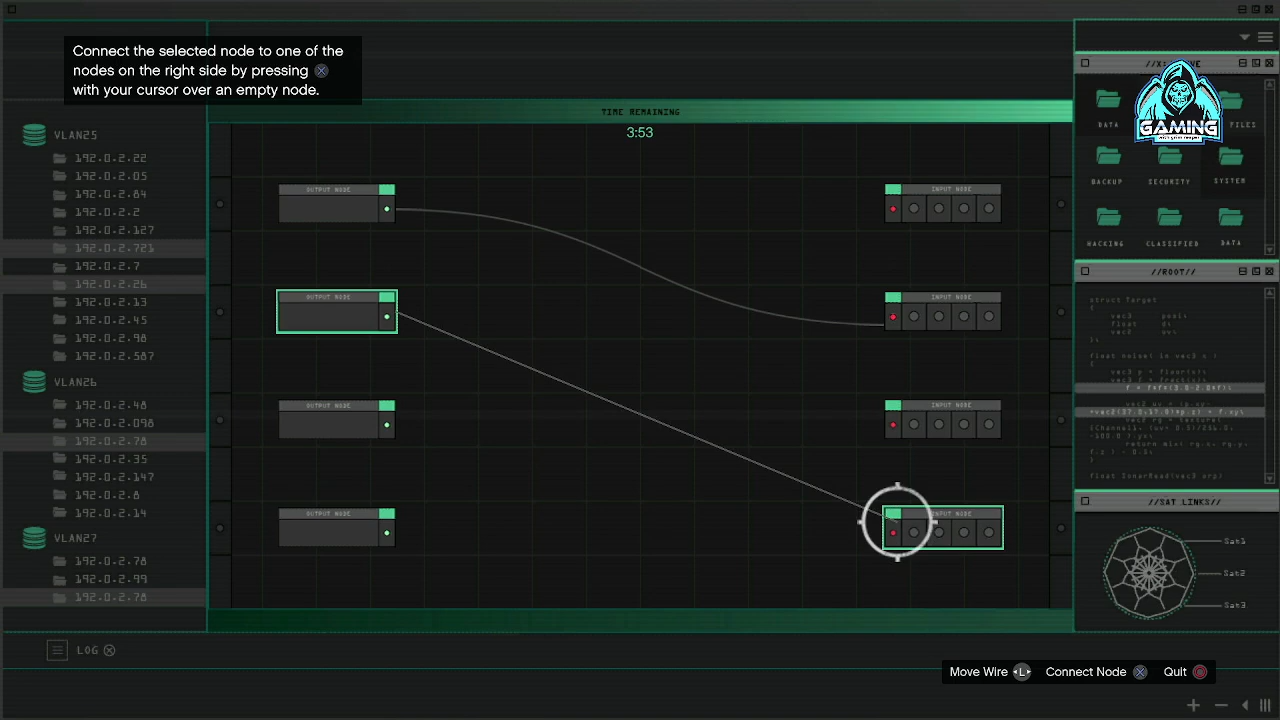 Connect the selected node to one of the
nodes on the right side by pressing
with your cursor over an empty node.
TIME REMAINING
3:53
VLAN25
192.0.2.22
192.0.2.05
192.0.2.84
192.0.2.2
192.0.2.127
192.0.2.721
192.0.2.7
192.0.2.26
192.0.2.13
192.0.2.45
192.0.2.98
192.0.2.587
VLAN26
192.0.2.48
192.0.2.098
192.0.2.78
192.0.2.35
192.0.2.147
192.0.2.8
192.0.2.14
VLAN27
192.0.2.78
192.0.2.99
192.0.2.78
OUTPUT NODE
INPUT NODE
OUTPUT NODE
INPUT NODE
OUTPUT NODE
INPUT NODE
OUTPUT NODE
INPUT NODE
GAMING
DATA
FILES
BACKUP
SECURITY
SYSTEM
HACKING
CLASSIFIED
DATA
//ROOT//
struct Target
{
};
//SAT LINKS//
Sat1
Sat2
Sat3
LOG
Move Wire L
Connect Node
Quit